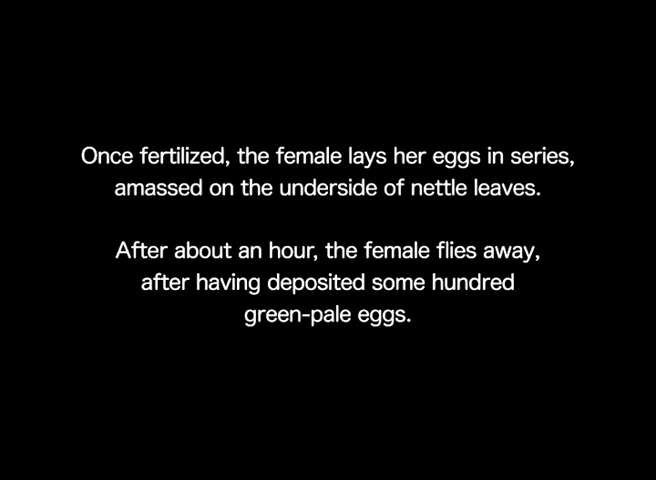 Once fertilized, the female lays her eggs in series,
amassed on the underside of nettle leaves.
After about an hour, the female flies away,
after having deposited some hundred
green-pale eggs.